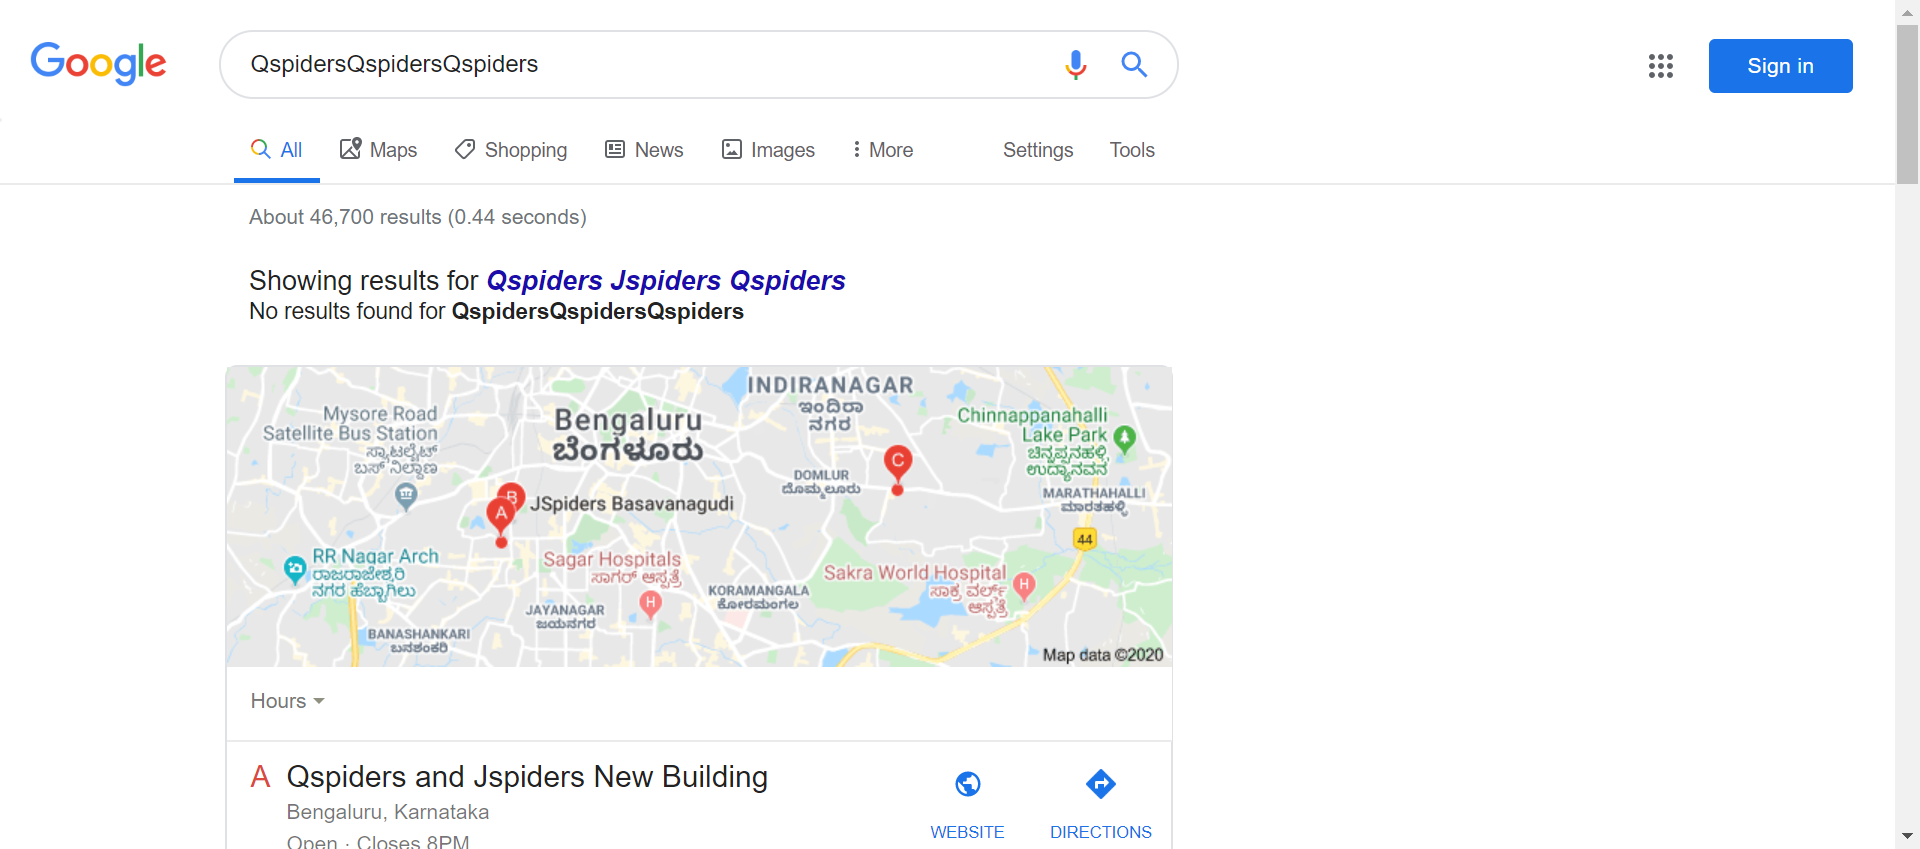 Google
QspidersQspidersQspiders
Sign in
All
Maps
Shopping
News
Images
More
Settings
Tools
About 46,700 results (0.44 seconds)
Showing results for Qspiders Jspiders Qspiders
No results found for QspidersQspidersQspiders
INDIRANAGAR
ಇಂದಿರಾ
ನಗರ
Mysore Road
Satellite Bus Station
ಸ್ಯಾಟಲೈಟ್
ಬಸ್ ನಿಲ್ದಾಣ
Bengaluru
ಬೆಂಗಳೂರು
Chinnappanahalli
Lake Park
ಚಿನ್ನಪ್ಪನಹಳ್ಳಿ
ಉದ್ಯಾನವನ
C
DOMLUR
ದೊಮ್ಮಲೂರು
MARATHAHALLI
ಮಾರತಹಳ್ಳಿ
B
A
JSpiders Basavanagudi
44
RR Nagar Arch
ರಾಜರಾಜೇಶ್ವರಿ
ನಗರ ಹೆಬ್ಬಾಗಿಲು
Sagar Hospitals
ಸಾಗರ್ ಆಸ್ಪತ್ರೆ
H
Sakra World Hospital
ಸಾಕ್ರ ವರ್ಲ್ಡ್
ಆಸ್ಪತ್ರೆ
H
KORAMANGALA
ಕೋರಮಂಗಲ
JAYANAGAR
ಜಯನಗರ
BANASHANKARI
ಬನಶಂಕರಿ
Map data ©2020
Hours
A Qspiders and Jspiders New Building
Bengaluru, Karnataka
Open · Closes 8PM
WEBSITE
DIRECTIONS